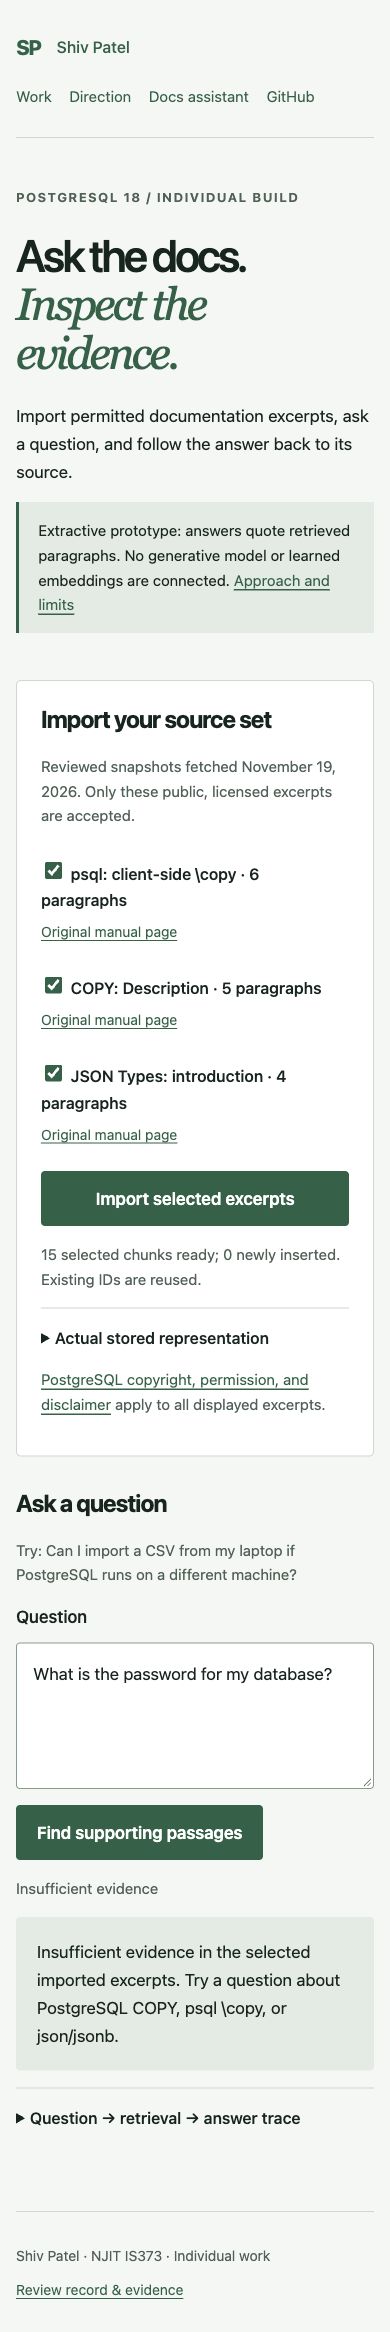 SP Shiv Patel
Work Direction Docs assistant GitHub
POSTGRESQL 18 / INDIVIDUAL BUILD
Ask the docs.
Inspect the
evidence.
Import permitted documentation excerpts, ask
a question, and follow the answer back to its
source.
Extractive prototype: answers quote retrieved
paragraphs. No generative model or learned
embeddings are connected. Approach and
limits
Import your source set
Reviewed snapshots fetched November 19,
2026. Only these public, licensed excerpts
are accepted.
psql: client-side \copy · 6
paragraphs
Original manual page
COPY: Description · 5 paragraphs
Original manual page
JSON Types: introduction · 4
paragraphs
Original manual page
Import selected excerpts
15 selected chunks ready; 0 newly inserted.
Existing IDs are reused.
▶ Actual stored representation
PostgreSQL copyright, permission, and
disclaimer apply to all displayed excerpts.
Ask a question
Try: Can I import a CSV from my laptop if
PostgreSQL runs on a different machine?
Question
What is the password for my database?
Find supporting passages
Insufficient evidence
Insufficient evidence in the selected
imported excerpts. Try a question about
PostgreSQL COPY, psql \copy, or
json/jsonb.
▶ Question → retrieval → answer trace
Shiv Patel · NJIT IS373 · Individual work
Review record & evidence